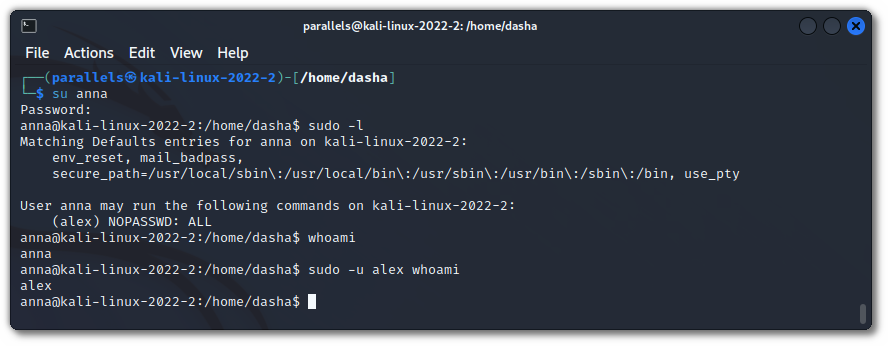 parallels@kali-linux-2022-2: /home/dasha
File Actions Edit View Help
┌──(parallels㉿kali-linux-2022-2)-[/home/dasha]
└─$ su anna
Password:
anna@kali-linux-2022-2:/home/dasha$ sudo -l
Matching Defaults entries for anna on kali-linux-2022-2:
    env_reset, mail_badpass,
    secure_path=/usr/local/sbin\:/usr/local/bin\:/usr/sbin\:/usr/bin\:/sbin\:/bin, use_pty

User anna may run the following commands on kali-linux-2022-2:
    (alex) NOPASSWD: ALL
anna@kali-linux-2022-2:/home/dasha$ whoami
anna
anna@kali-linux-2022-2:/home/dasha$ sudo -u alex whoami
alex
anna@kali-linux-2022-2:/home/dasha$